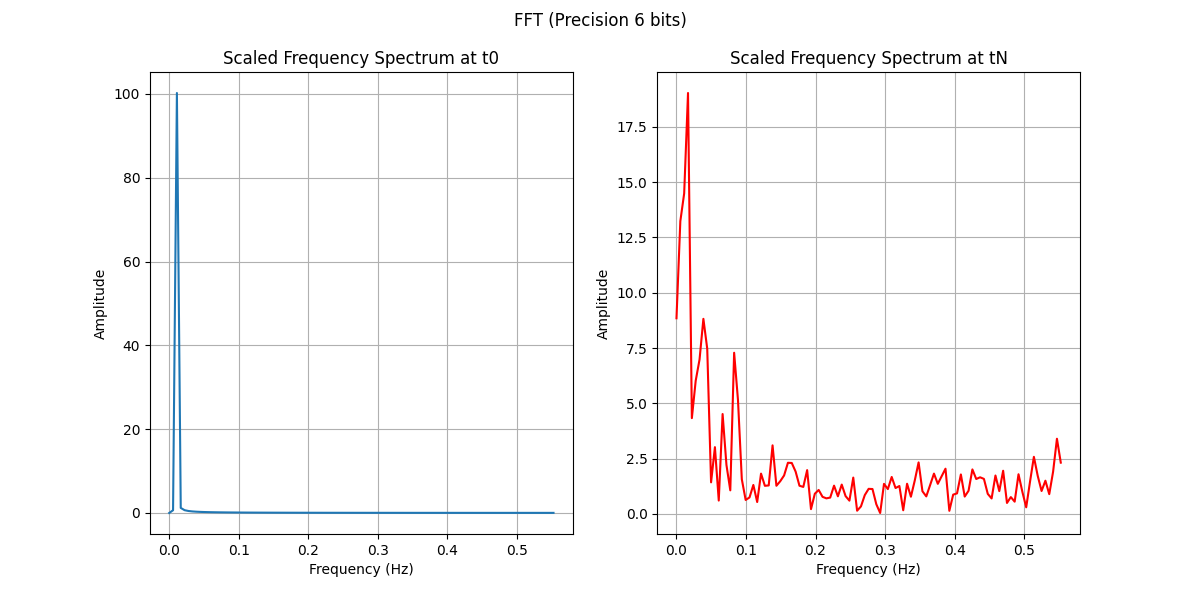 FFT (Precision 6 bits)
Scaled Frequency Spectrum at t0
Amplitude
100
80
60
40
20
0
0.0 0.1 0.2 0.3 0.4 0.5
Frequency (Hz)
Scaled Frequency Spectrum at tN
Amplitude
17.5
15.0
12.5
10.0
7.5
5.0
2.5
0.0
0.0 0.1 0.2 0.3 0.4 0.5
Frequency (Hz)